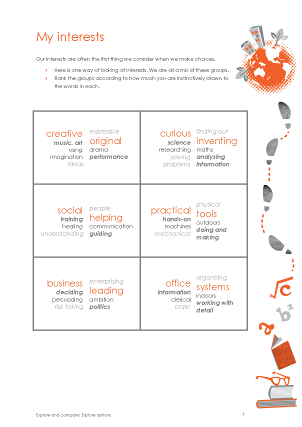 My interests
Our interests are often the first thing we consider when we make choices.
Here is one way of looking at interests. We are all a mix of these groups.
Rank the groups according to how much you are instinctively drawn to
the words in each.
creative expressive
music, art original
using drama
imagination performance
ideas
curious finding out
science inventing
researching maths
solving analysing
problems information
social people
training helping
healing communication
understanding guiding
practical physical
hands-on tools
machines outdoors
mechanical doing and
making
business enterprising
deciding leading
persuading ambition
risk taking politics
office organising
information systems
clerical indoors
order working with
detail
√c
b²
a
Explore and company: Explore options 7